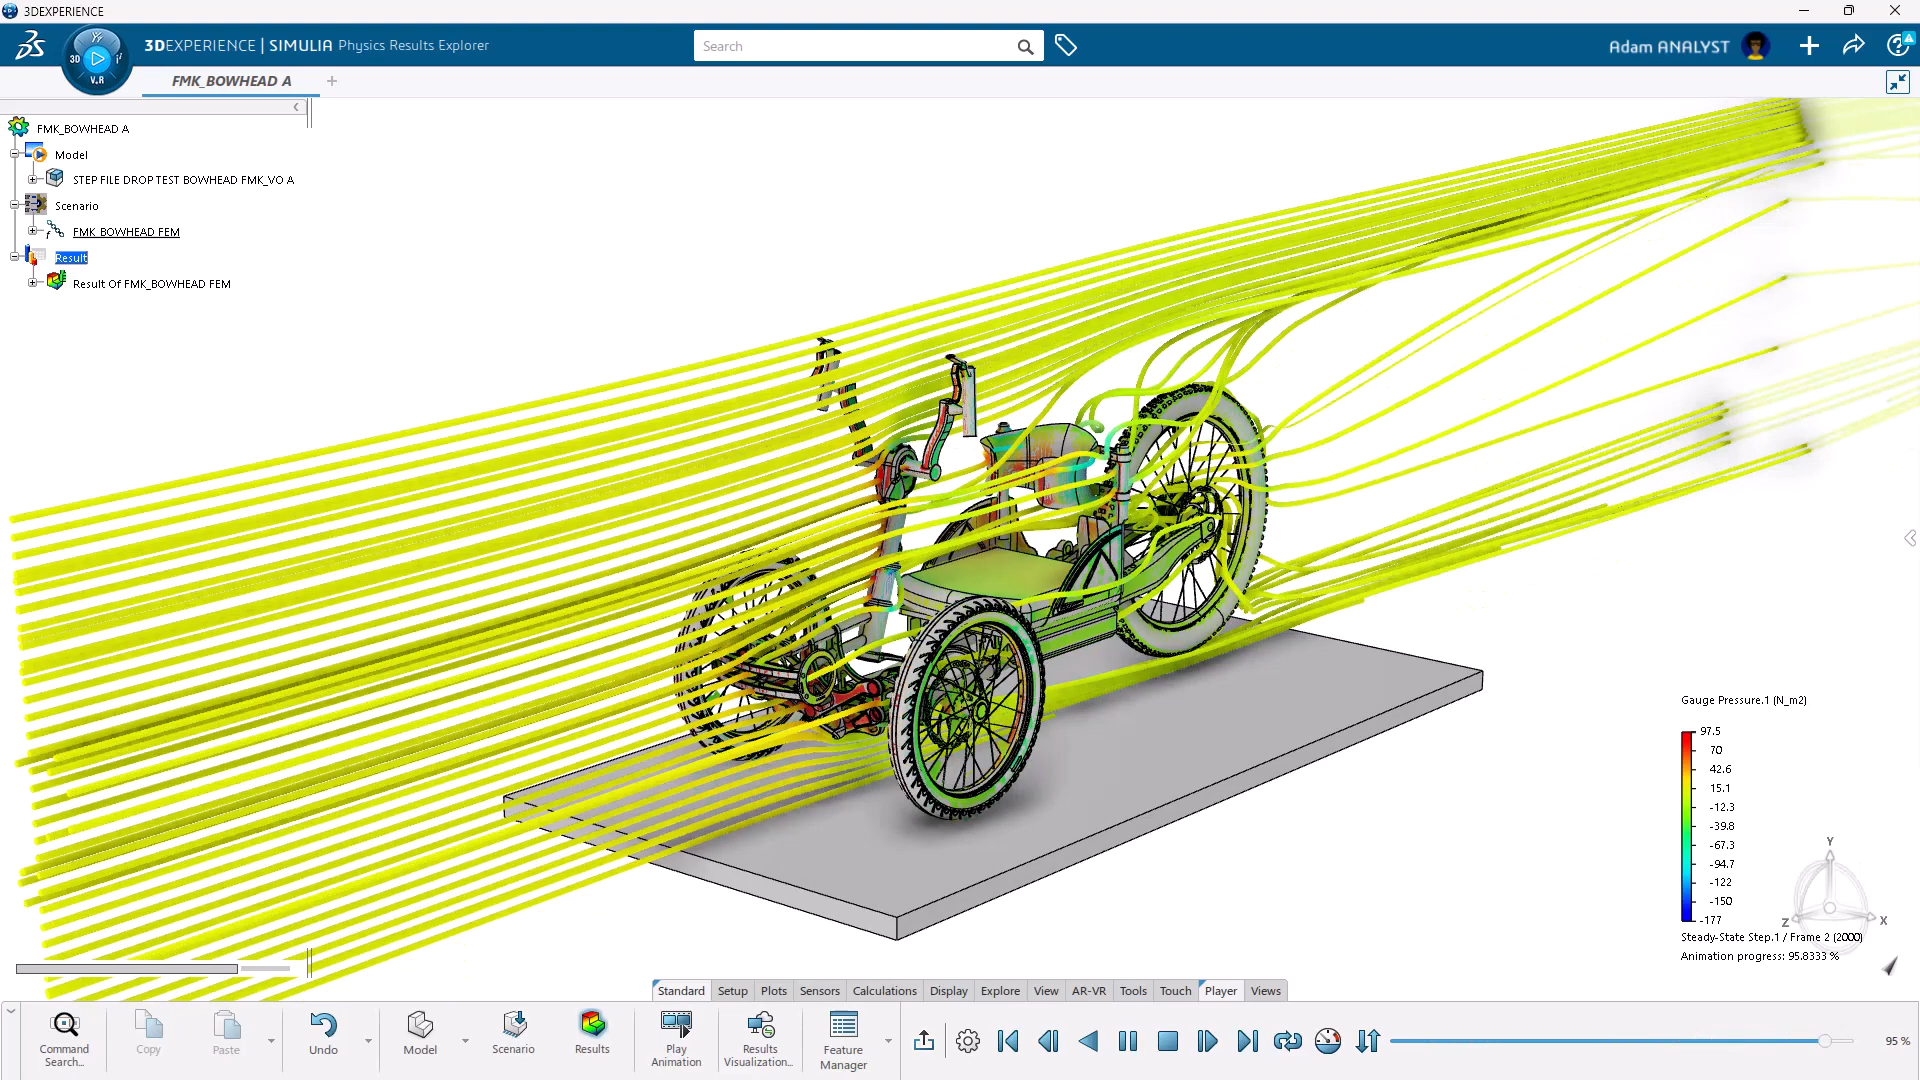 3DEXPERIENCE
3DEXPERIENCE | SIMULIA Physics Results Explorer
Search
Adam ANALYST
3D
V.R
FMK_BOWHEAD A
FMK_BOWHEAD A
Model
STEP FILE DROP TEST BOWHEAD FMK_VO A
Scenario
FMK_BOWHEAD FEM
Result
Result Of FMK_BOWHEAD FEM
Gauge Pressure.1 (N_m2)
97.5
70
42.6
15.1
-12.3
-39.8
-67.3
-94.7
-122
-150
-177
Y
Z
X
Steady-State Step.1 / Frame 2 (2000)
Animation progress: 95.8333 %
Standard Setup Plots Sensors Calculations Display Explore View AR-VR Tools Touch Player Views
Command Search...
Copy
Paste
Undo
Model
Scenario
Results
Play Animation
Results Visualization...
Feature Manager
95 %